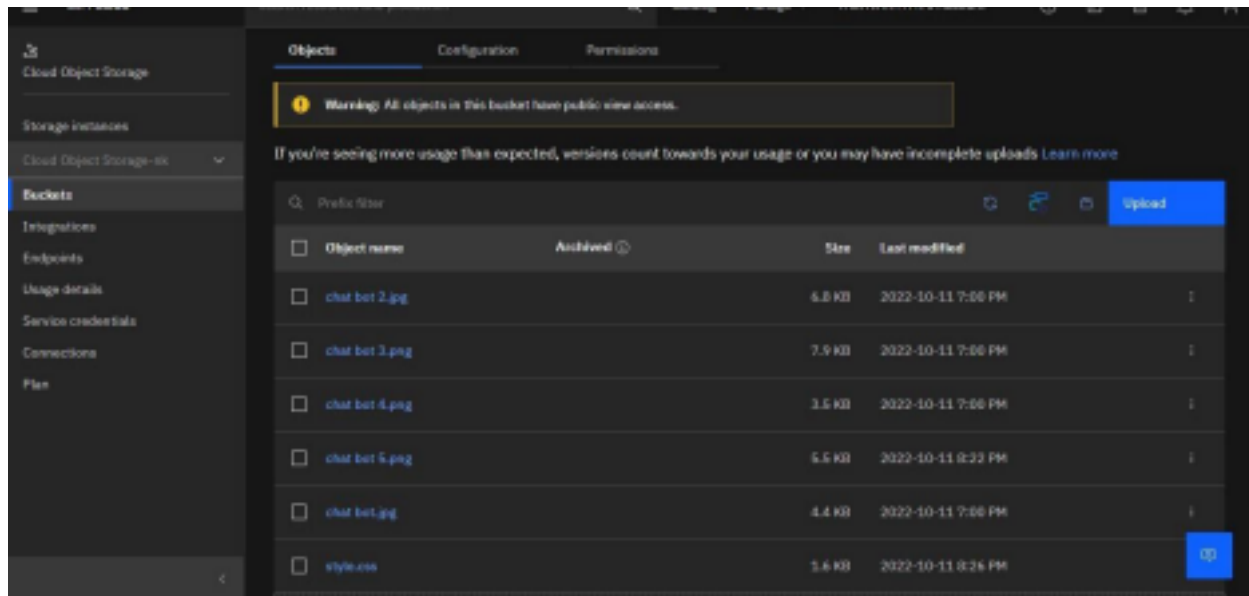 Cloud Object Storage
Storage instances
Cloud Object Storage-nk
Buckets
Integrations
Endpoints
Usage details
Service credentials
Connections
Plan
Objects Configuration Permissions
Warning: All objects in this bucket have public view access.
If you're seeing more usage than expected, versions count towards your usage or you may have incomplete uploads Learn more
Prefix filter Upload
Object name Archived Size Last modified
chat bot 2.jpg 6.8 KB 2022-10-11 7:00 PM
chat bot 3.png 7.9 KB 2022-10-11 7:00 PM
chat bot 4.png 3.5 KB 2022-10-11 7:00 PM
chat bot 5.png 5.5 KB 2022-10-11 8:22 PM
chat bot.jpg 4.4 KB 2022-10-11 7:00 PM
style.css 1.6 KB 2022-10-11 8:26 PM